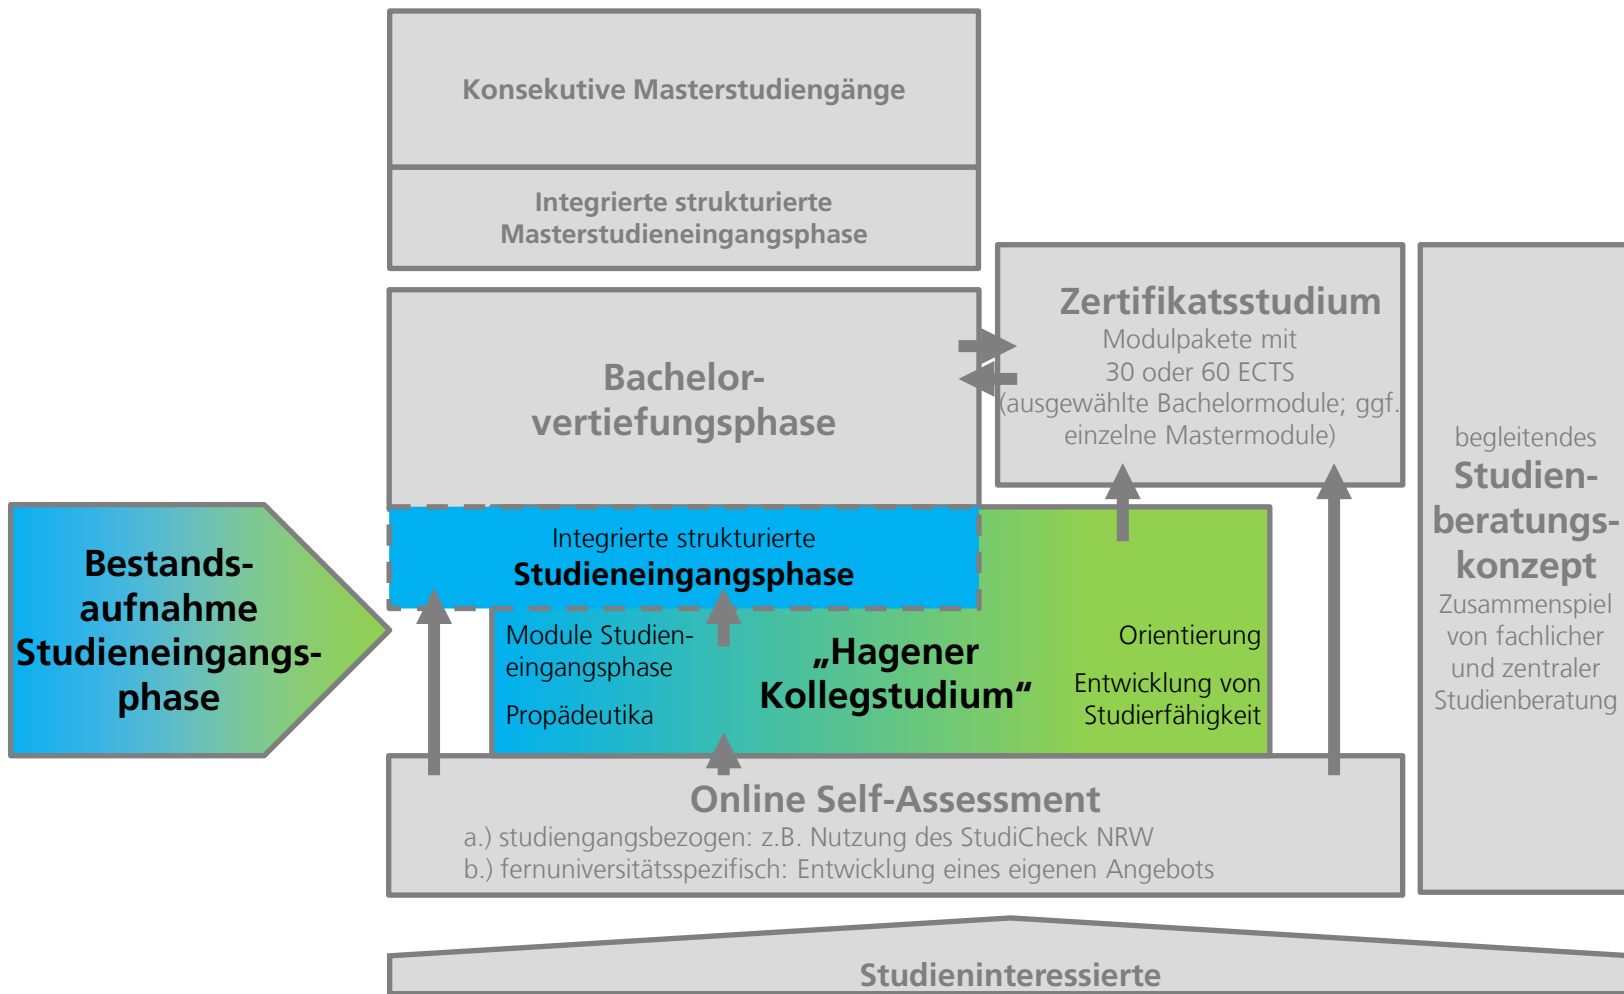 Konsekutive Masterstudiengänge
Integrierte strukturierte
Masterstudieneingangsphase
Bachelor-
vertiefungsphase
Zertifikatsstudium
Modulpakete mit
30 oder 60 ECTS
(ausgewählte Bachelormodule; ggf.
einzelne Mastermodule)
begleitendes
Studien-
beratungs-
konzept
Zusammenspiel
von fachlicher
und zentraler
Studienberatung
Bestands-
aufnahme
Studieneingangs-
phase
Integrierte strukturierte
Studieneingangsphase
Module Studien-
eingangsphase
Propädeutika
„Hagener
Kollegstudium“
Orientierung
Entwicklung von
Studierfähigkeit
Online Self-Assessment
a.) studiengangsbezogen: z.B. Nutzung des StudiCheck NRW
b.) fernuniversitätsspezifisch: Entwicklung eines eigenen Angebots
Studieninteressierte